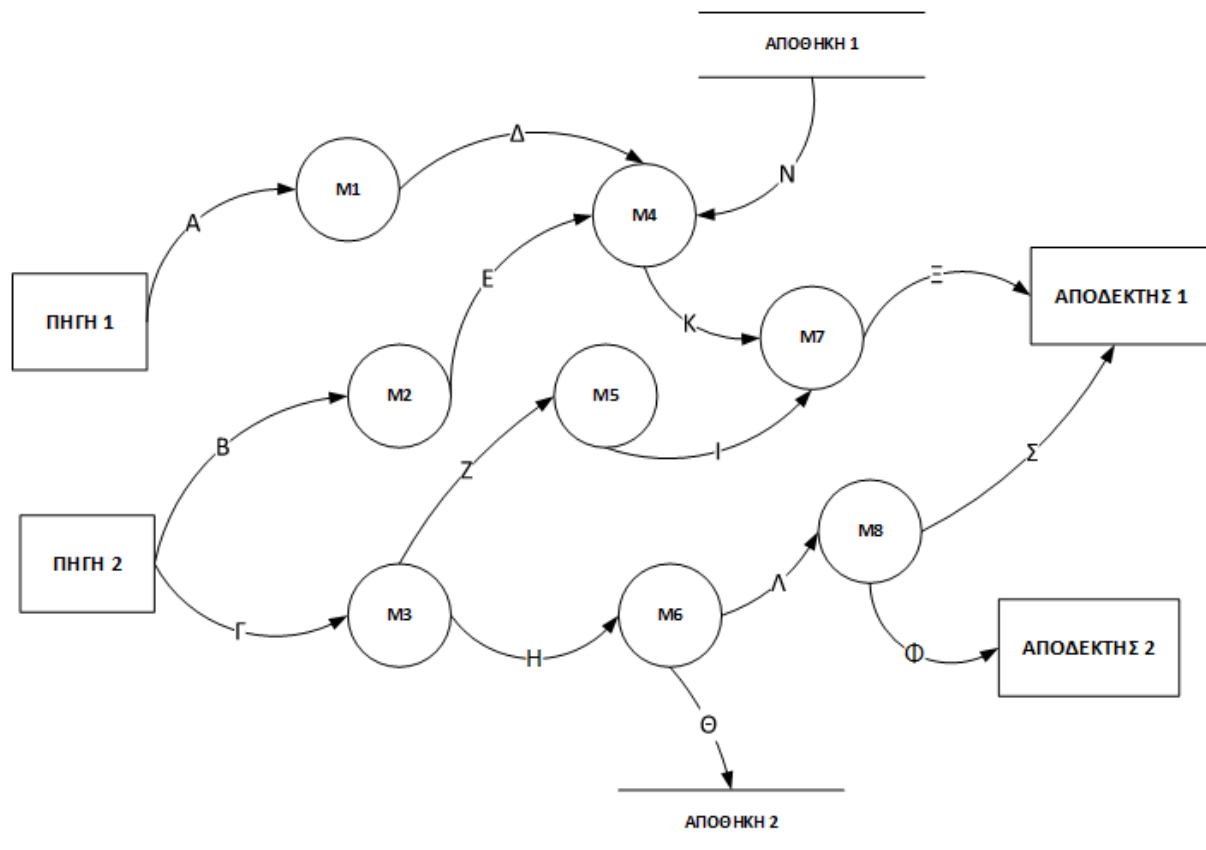 ΑΠΟΘΗΚΗ 1
Δ
Μ1
Ν
Α
Μ4
Ε
ΑΠΟΔΕΚΤΗΣ 1
Ξ
ΠΗΓΗ 1
Κ
Μ7
Μ2
Μ5
Β
Ζ
Ι
Σ
Μ8
ΠΗΓΗ 2
Λ
Μ3
Μ6
Γ
Η
Φ
ΑΠΟΔΕΚΤΗΣ 2
Θ
ΑΠΟΘΗΚΗ 2